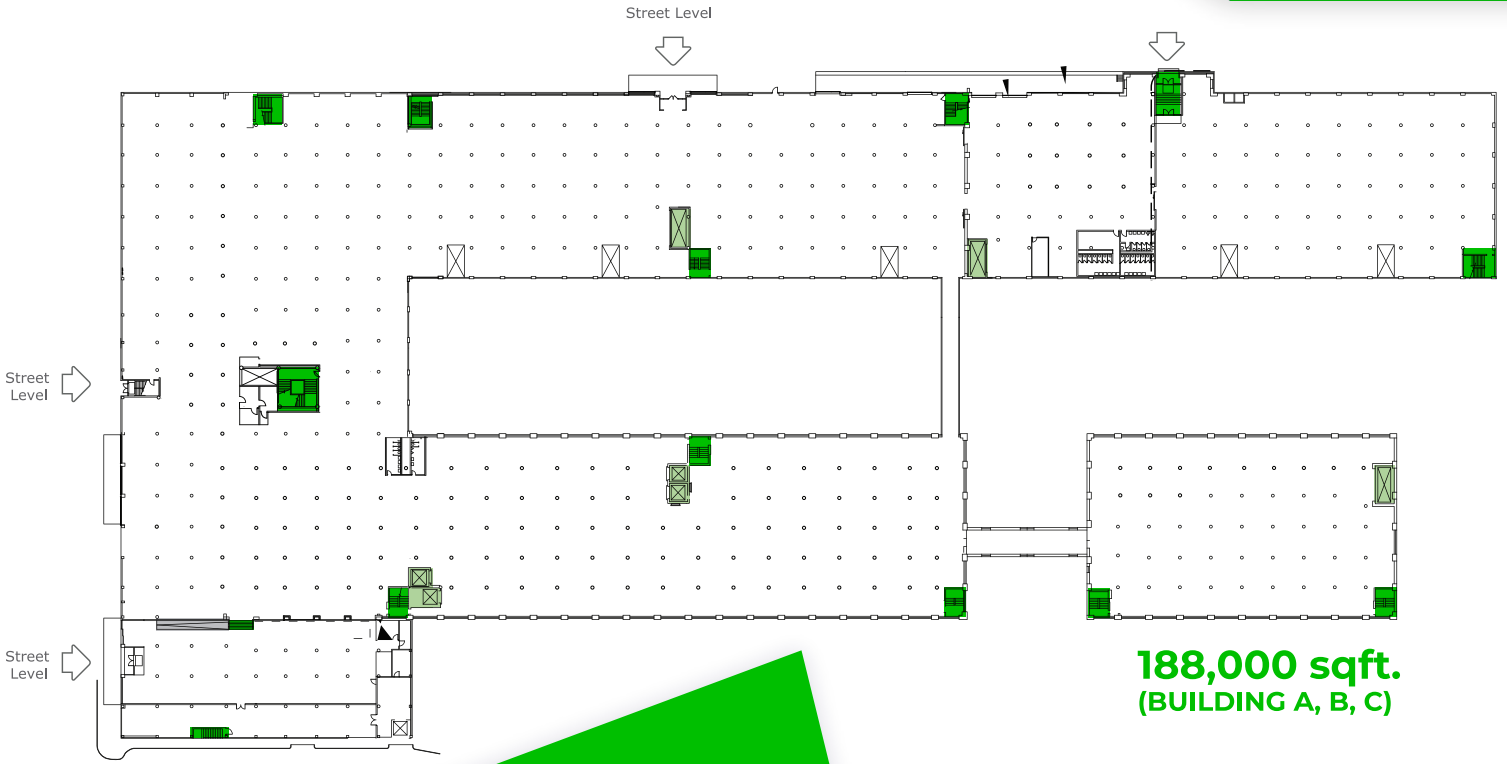 Street Level
Street
Level
Street
Level
188,000 sqft.
(BUILDING A, B, C)